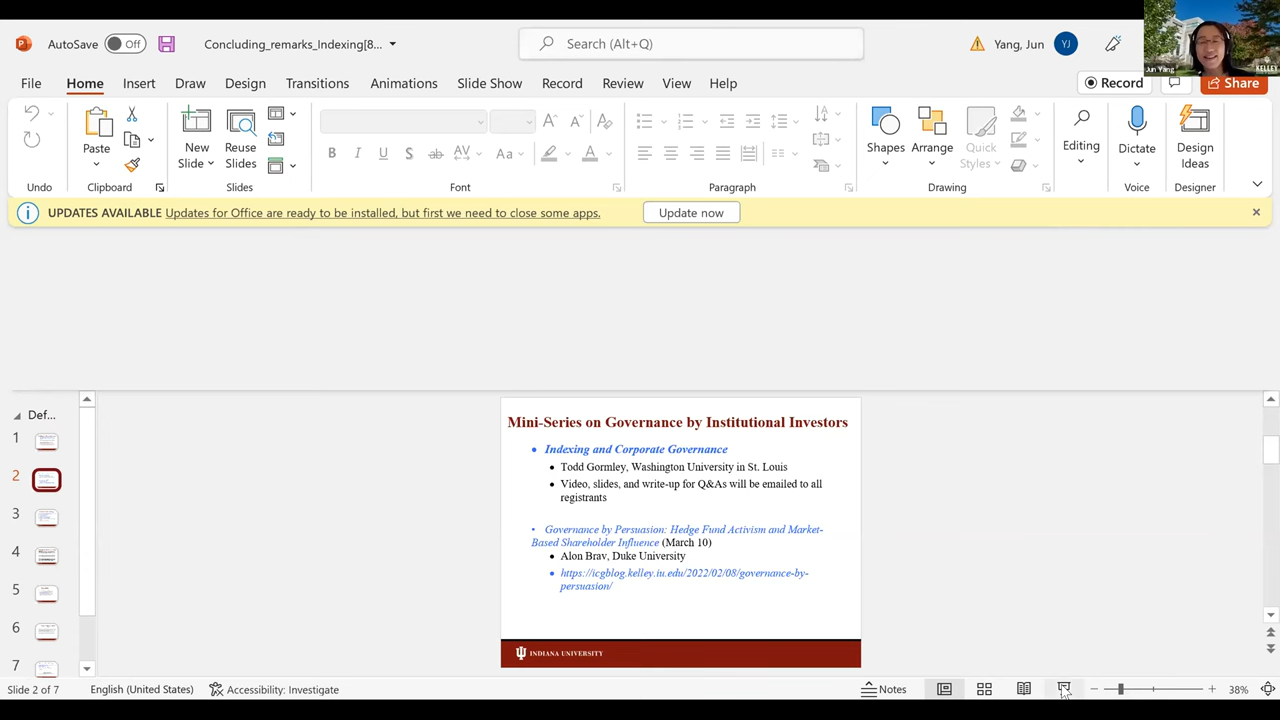 AutoSave Off
Concluding_remarks_Indexing[8...
Search (Alt+Q)
Yang, Jun
YJ
Jun Yang
KELLEY
File Home Insert Draw Design Transitions Animations Slide Show Record Review View Help
Record
Share
Paste
New Slide
Reuse Slides
B I U S ab AV Aa A
Shapes
Arrange
Quick Styles
Editing
Dictate
Design Ideas
Undo Clipboard Slides Font Paragraph Drawing Voice Designer
UPDATES AVAILABLE Updates for Office are ready to be installed, but first we need to close some apps. Update now
Def...
1
2
3
4
5
6
7
Mini-Series on Governance by Institutional Investors
• Indexing and Corporate Governance
• Todd Gormley, Washington University in St. Louis
• Video, slides, and write-up for Q&As will be emailed to all
registrants
• Governance by Persuasion: Hedge Fund Activism and Market-
Based Shareholder Influence (March 10)
• Alon Brav, Duke University
• https://icgblog.kelley.iu.edu/2022/02/08/governance-by-
persuasion/
INDIANA UNIVERSITY
Slide 2 of 7 English (United States) Accessibility: Investigate Notes 38%